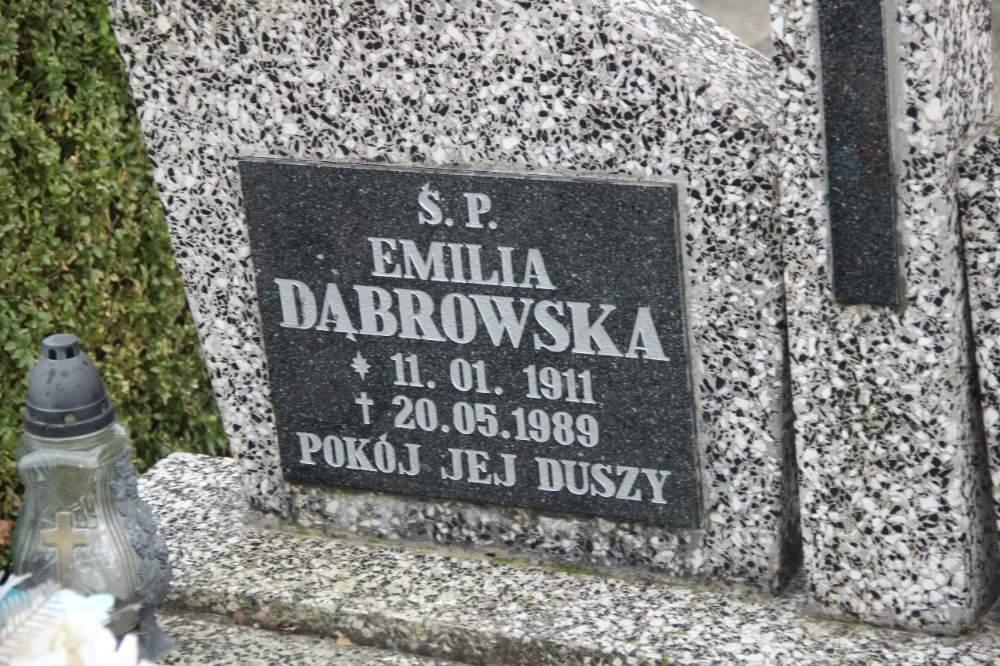 Ś. P.
EMILIA
DĄBROWSKA
* 11. 01. 1911
† 20.05.1989
POKÓJ JEJ DUSZY